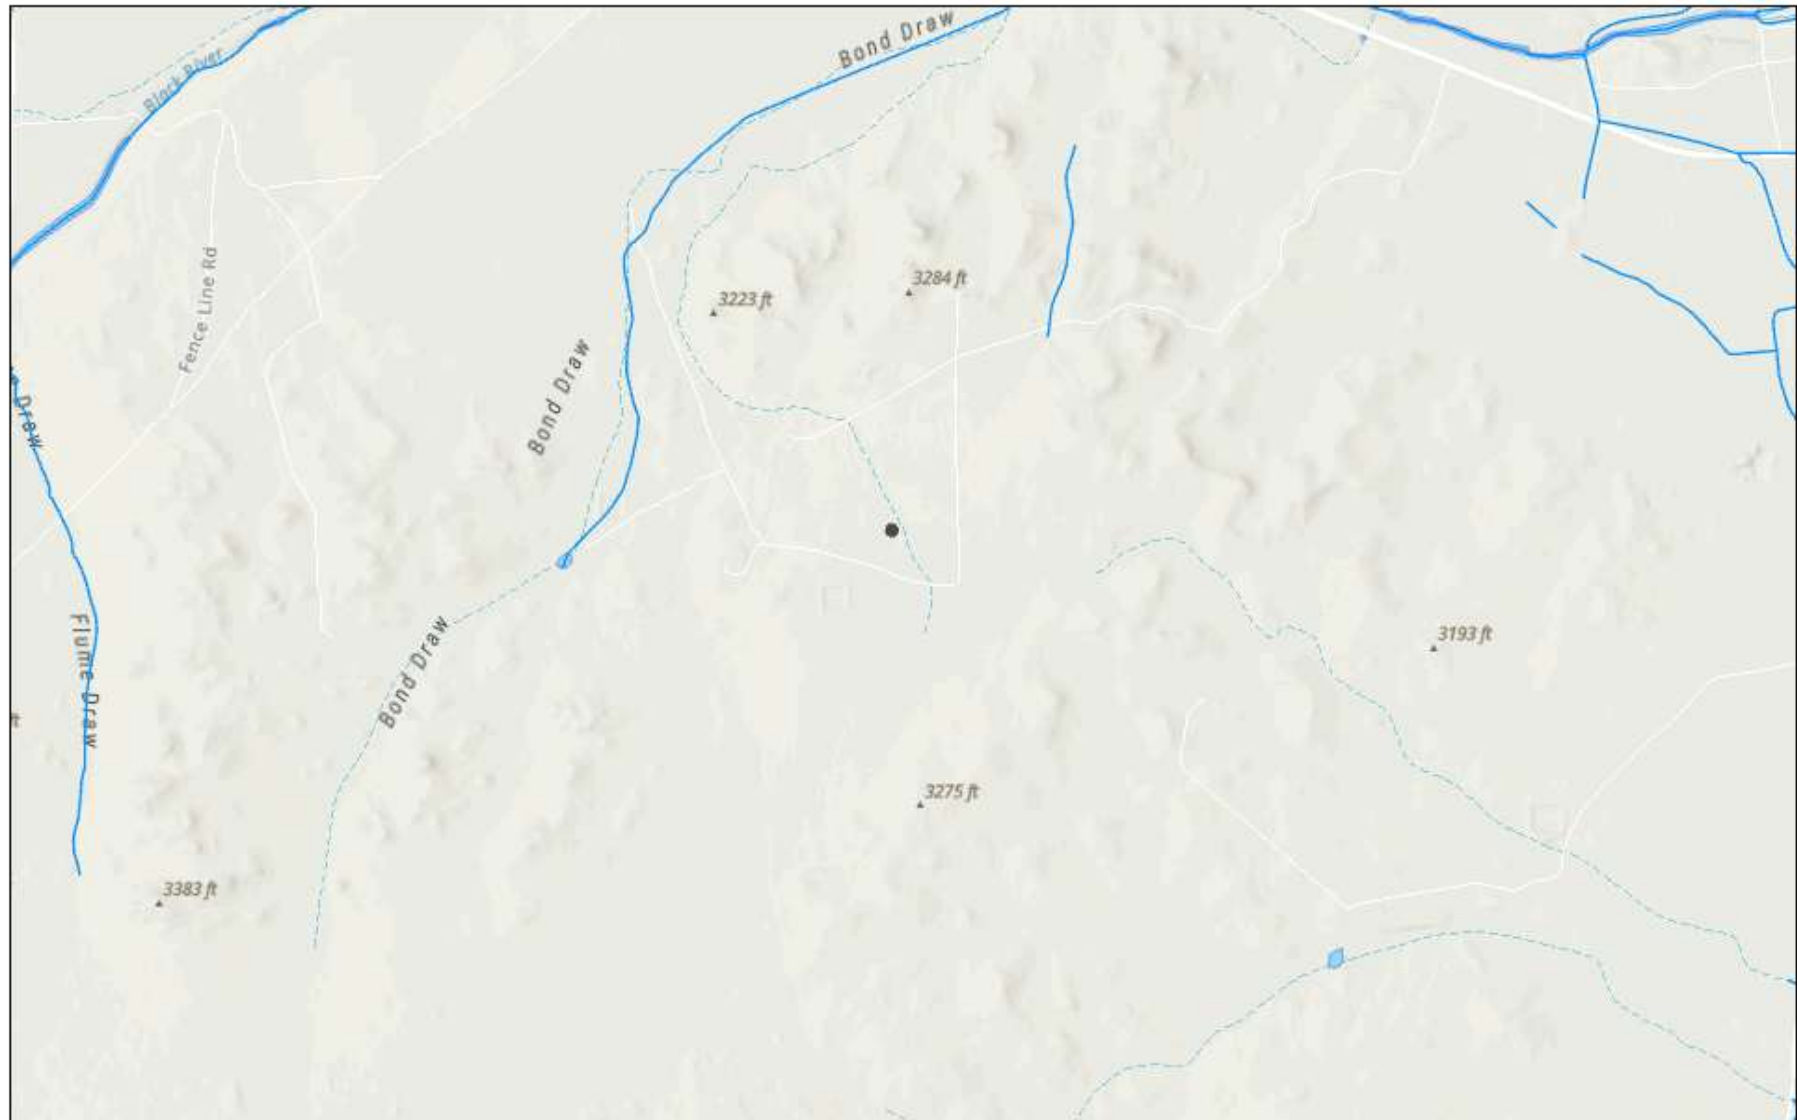 Bond Draw
Black River
Fence Line Rd
3284 ft
3223 ft
Bond Draw
Draw
3193 ft
Flume Draw
Bond Draw
ft
3275 ft
3383 ft